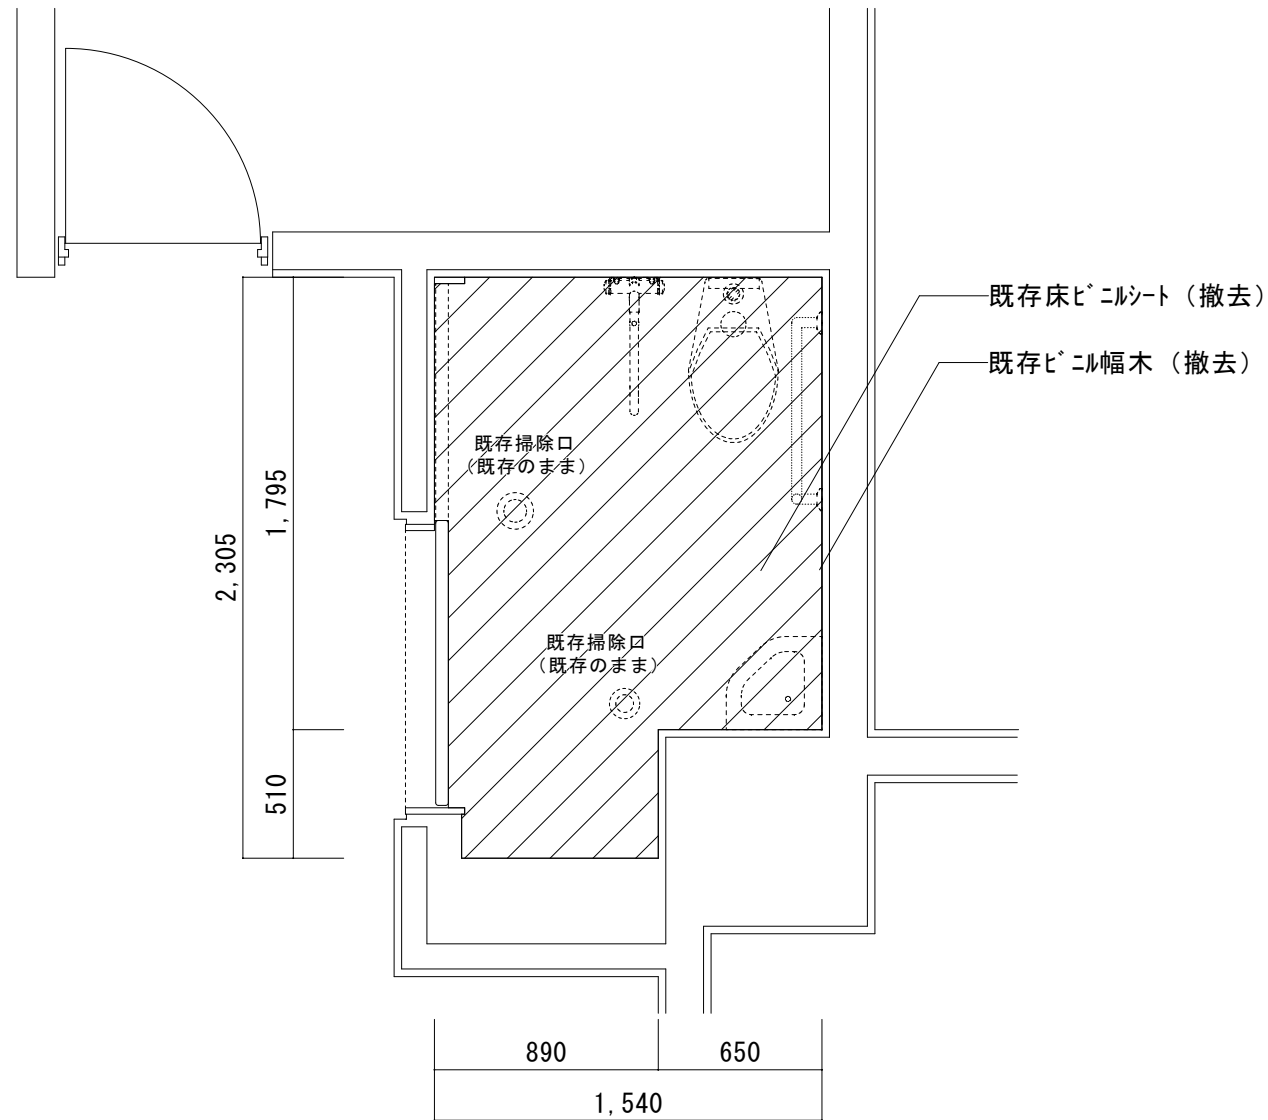 既存床ビニルシート（撤去）
既存ビニル幅木（撤去）
既存掃除口
（既存のまま）
1,795
2,305
既存掃除口
（既存のまま）
510
890
650
1,540